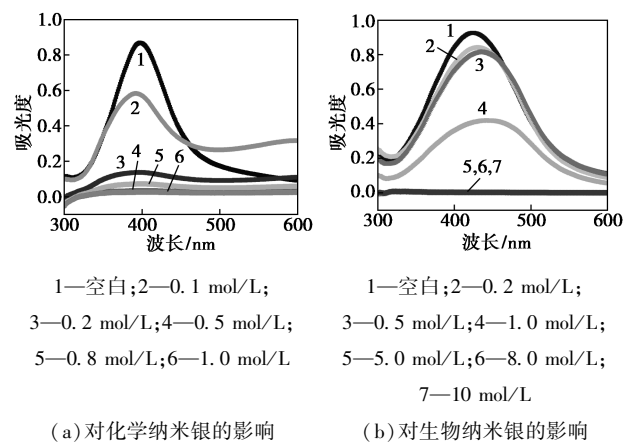 1.0
0.8
0.6
0.4
0.2
0.0
吸光度
1
2
3
4
5
6
300
400
500
600
波长/nm
1—空白;2—0.1 mol/L;
3—0.2 mol/L;4—0.5 mol/L;
5—0.8 mol/L;6—1.0 mol/L
(a)对化学纳米银的影响
1.0
0.8
0.6
0.4
0.2
0.0
吸光度
1
2
3
4
5,6,7
300
400
500
600
波长/nm
1—空白;2—0.2 mol/L;
3—0.5 mol/L;4—1.0 mol/L;
5—5.0 mol/L;6—8.0 mol/L;
7—10 mol/L
(b)对生物纳米银的影响